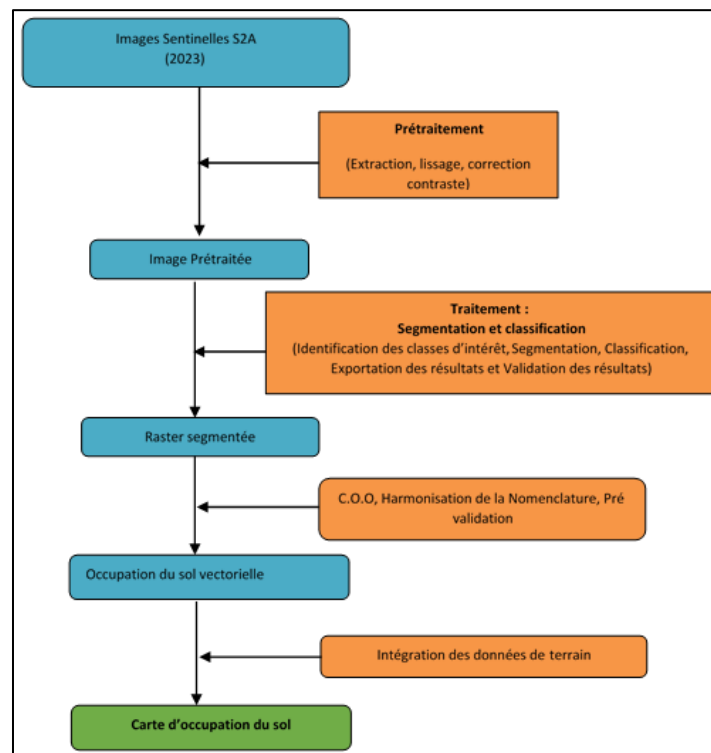 Images Sentinelles S2A
(2023)
Prétraitement
(Extraction, lissage, correction
contraste)
Image Prétraitée
Traitement :
Segmentation et classification
(Identification des classes d'intérêt, Segmentation, Classification,
Exportation des résultats et Validation des résultats)
Raster segmentée
C.O.O, Harmonisation de la Nomenclature, Pré
validation
Occupation du sol vectorielle
Intégration des données de terrain
Carte d'occupation du sol